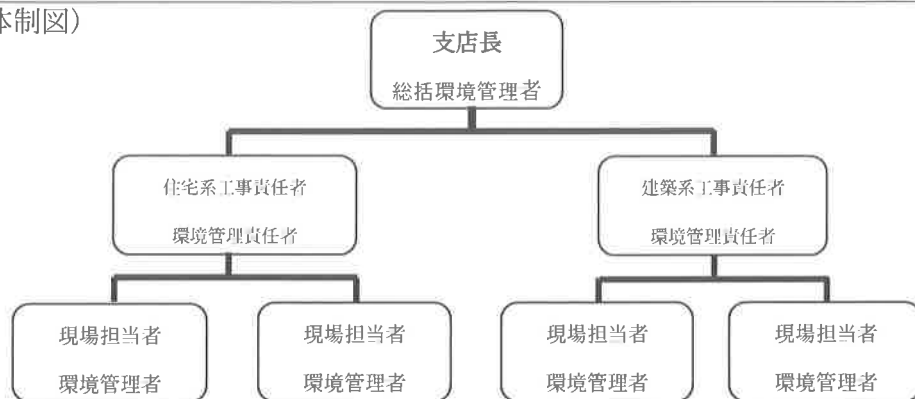 体制図)
支店長
総括環境管理者
住宅系工事責任者
環境管理責任者
建築系工事責任者
環境管理責任者
現場担当者
環境管理者
現場担当者
環境管理者
現場担当者
環境管理者
現場担当者
環境管理者